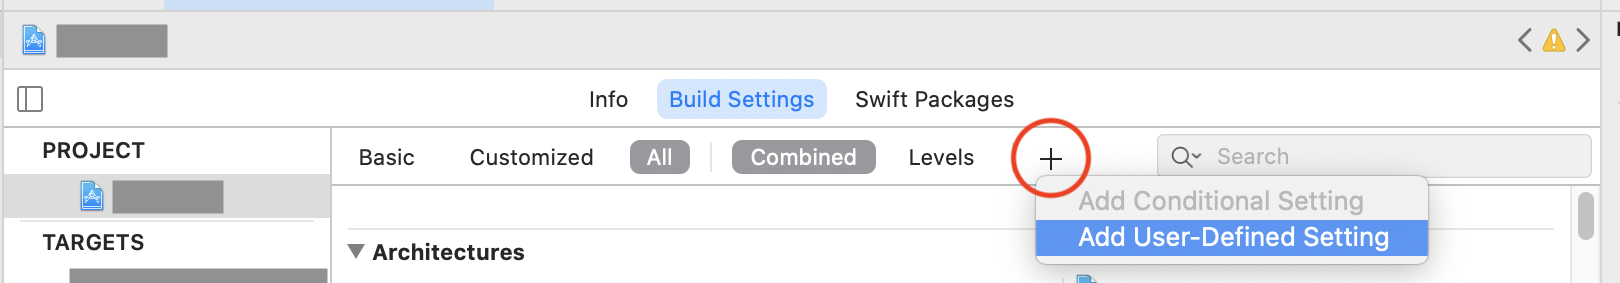 Info Build Settings Swift Packages
PROJECT
Basic Customized All Combined Levels + Search
Add Conditional Setting
Add User-Defined Setting
TARGETS
Architectures